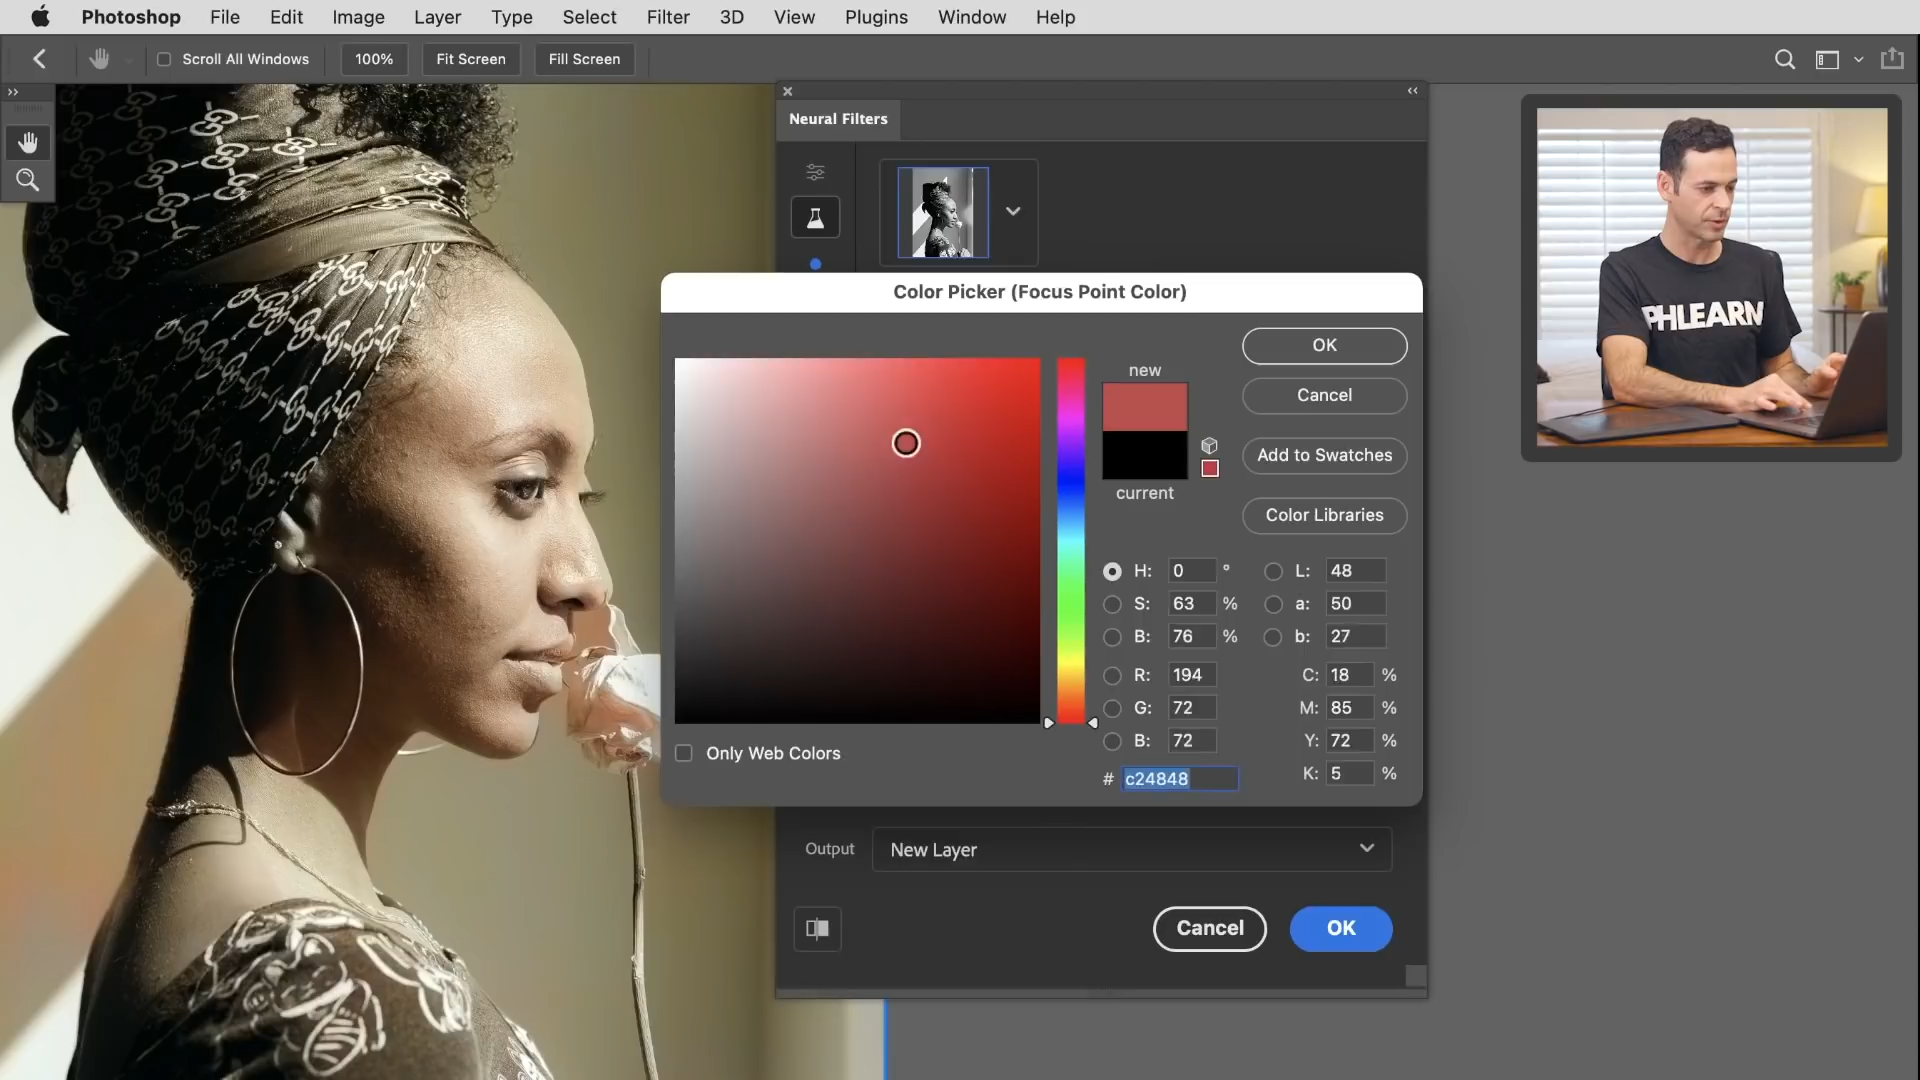 Photoshop File Edit Image Layer Type Select Filter 3D View Plugins Window Help
Scroll All Windows 100% Fit Screen Fill Screen
Neural Filters
PHLEARN
Color Picker (Focus Point Color)
new
current
OK
Cancel
Add to Swatches
Color Libraries
H: 0 ° L: 48
S: 63 % a: 50
B: 76 % b: 27
R: 194 C: 18 %
G: 72 M: 85 %
B: 72 Y: 72 %
# c24848 K: 5 %
Only Web Colors
Output New Layer
Cancel OK